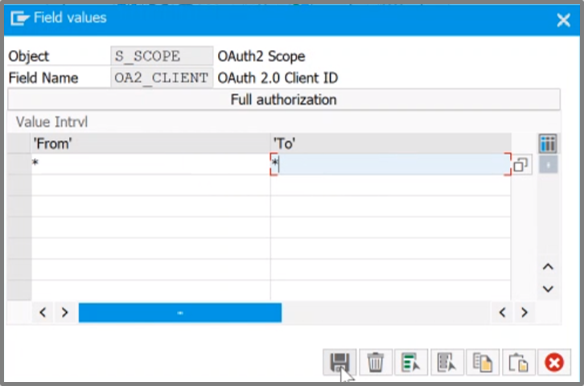 Field values
Object S_SCOPE OAuth2 Scope
Field Name OA2_CLIENT OAuth 2.0 Client ID
Full authorization
Value Intrvl
'From' 'To'
* *